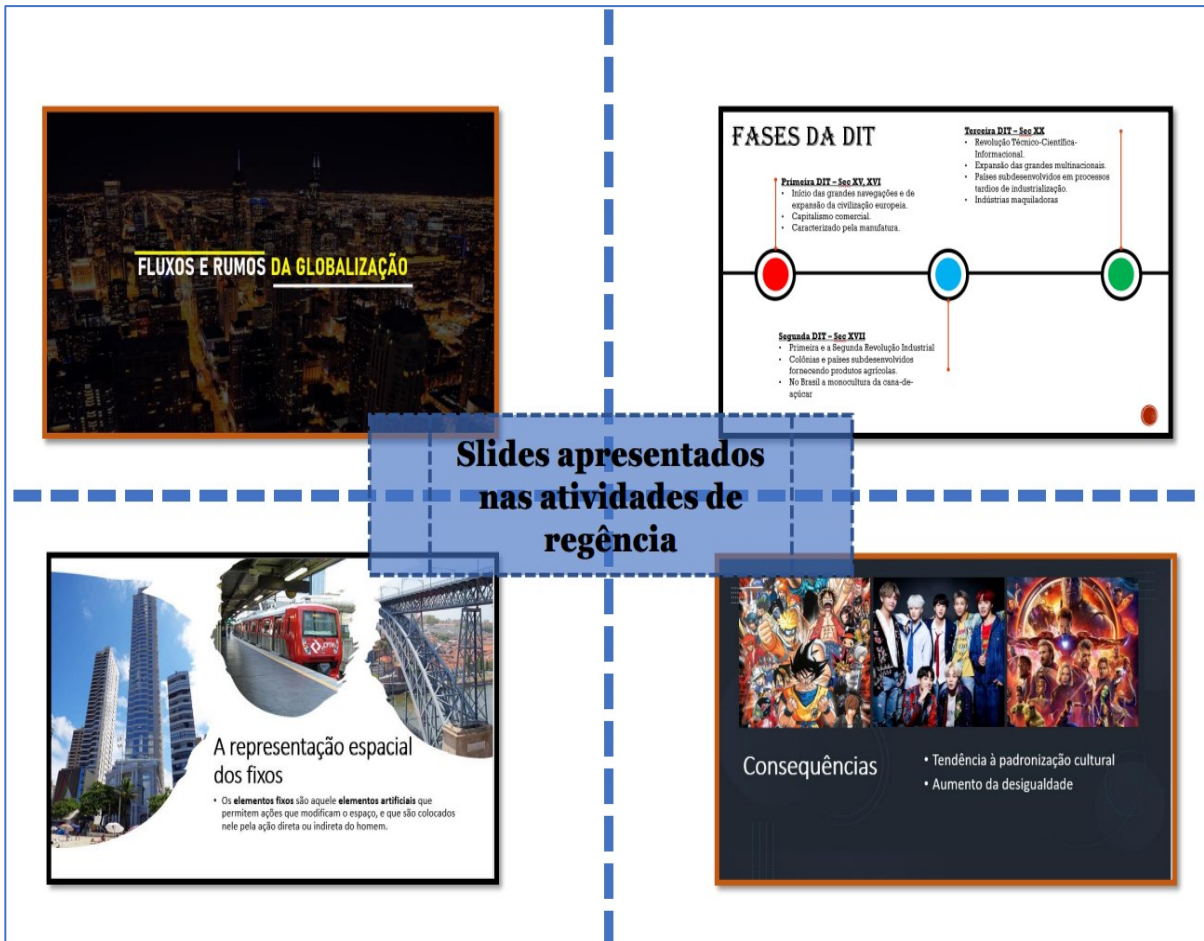 FLUXOS E RUMOS DA GLOBALIZAÇÃO
FASES DA DIT
Primeira DIT – Sec XV, XVI
• Início das grandes navegações e de
expansão da civilização europeia.
• Capitalismo comercial.
• Caracterizado pela manufatura.
Terceira DIT – Sec XX
• Revolução Técnico-Científica-
Informacional.
• Expansão das grandes multinacionais.
• Países subdesenvolvidos em processos
tardios de industrialização.
• Indústrias maquiladoras
Segunda DIT – Sec XVII
• Primeira e a Segunda Revolução Industrial
• Colônias e países subdesenvolvidos
fornecendo produtos agrícolas.
• No Brasil a monocultura da cana-de-
açúcar
Slides apresentados
nas atividades de
regência
A representação espacial
dos fixos
• Os elementos fixos são aquele elementos artificiais que
permitem ações que modificam o espaço, e que são colocados
nele pela ação direta ou indireta do homem.
Consequências
• Tendência à padronização cultural
• Aumento da desigualdade